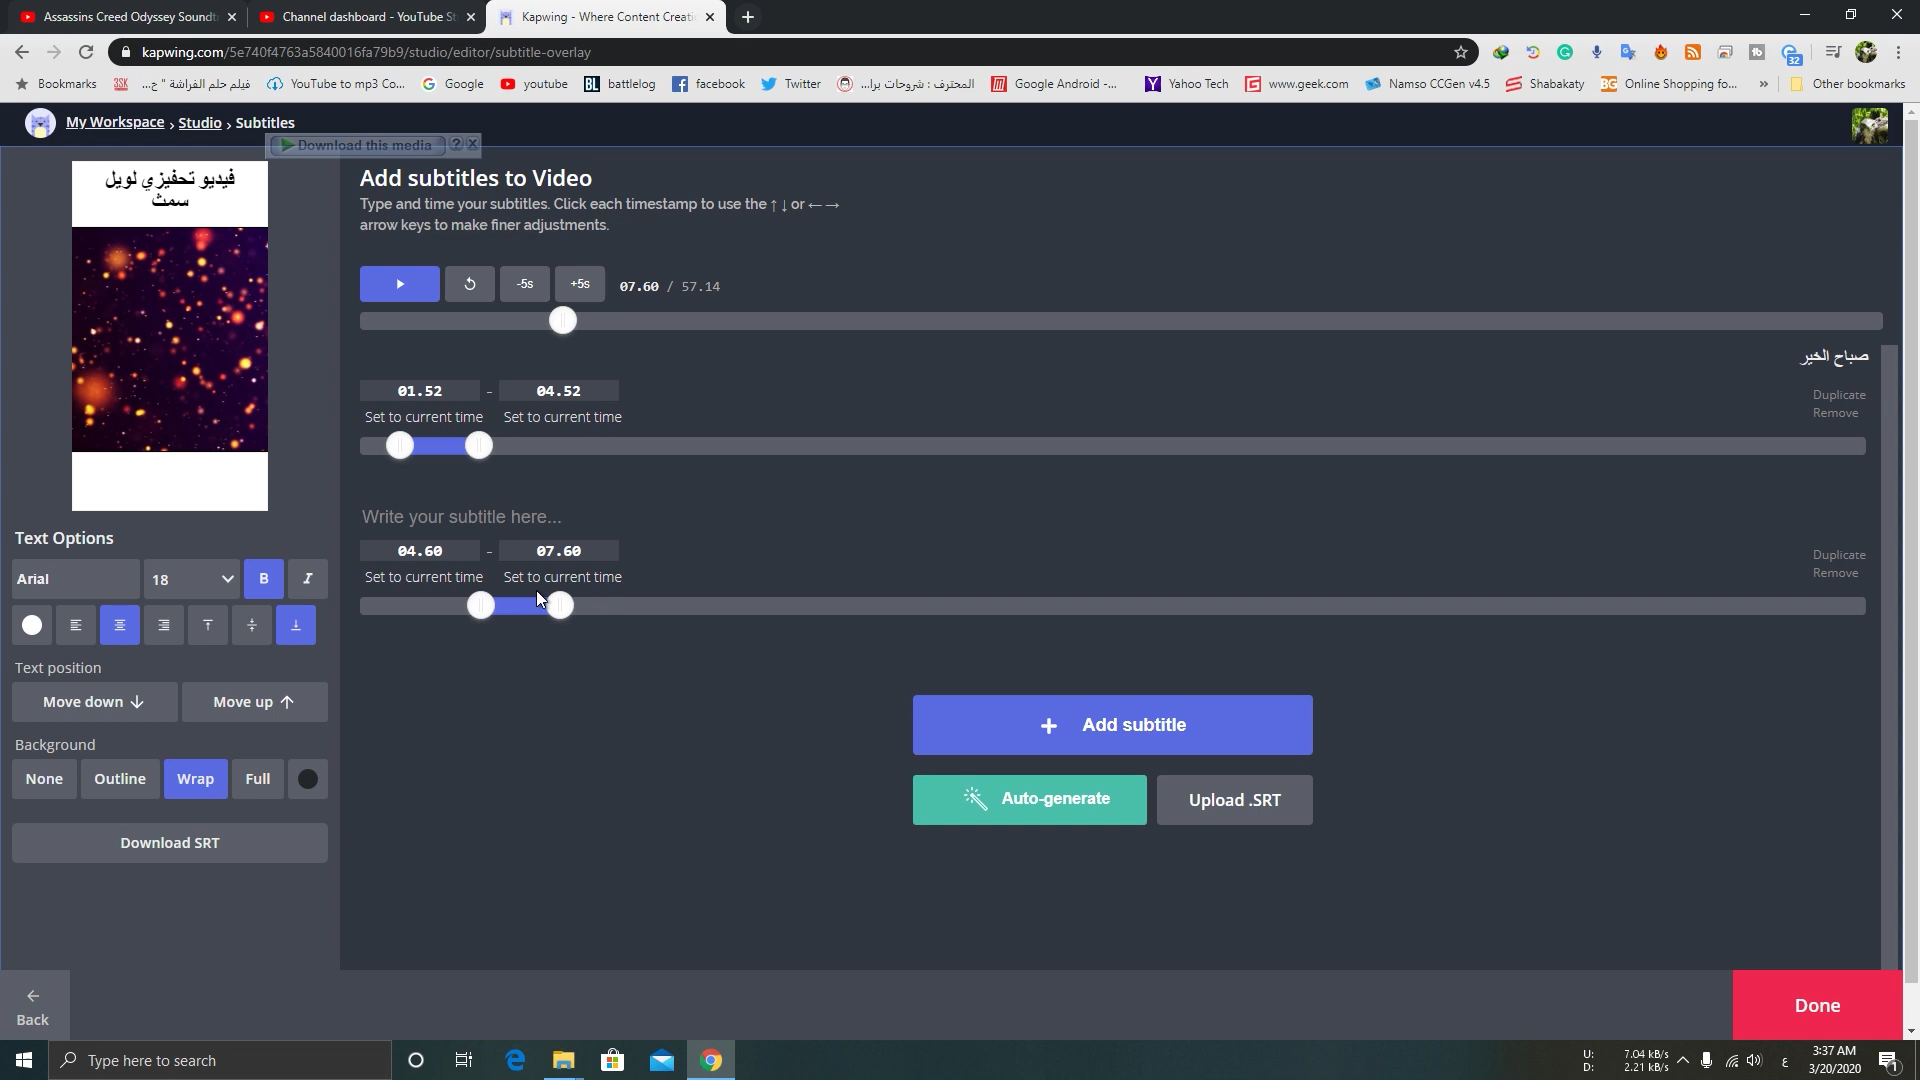 Assassins Creed Odyssey Soundt
Channel dashboard - YouTube St
Kapwing - Where Content Creati
kapwing.com/5e740f4763a5840016fa79b9/studio/editor/subtitle-overlay
32
Bookmarks
3SK
فيلم حلم الفراشة " ح...
YouTube to mp3 Co...
Google
youtube
BL
battlelog
facebook
Twitter
المحترف : شروحات برا...
Google Android -...
Yahoo Tech
www.geek.com
Namso CCGen v4.5
Shabakaty
BG
Online Shopping fo...
»
Other bookmarks
My Workspace › Studio › Subtitles
Download this media
? X
فيديو تحفيزي لويل
سمث
Add subtitles to Video
Type and time your subtitles. Click each timestamp to use the ↑ ↓ or ← →
arrow keys to make finer adjustments.
-5s
+5s
07.60 / 57.14
صباح الخير
01.52 - 04.52
Set to current time
Set to current time
Duplicate
Remove
Write your subtitle here...
04.60 - 07.60
Set to current time
Set to current time
Duplicate
Remove
+ Add subtitle
Auto-generate
Upload .SRT
Text Options
Arial
18
B
I
Text position
Move down ↓
Move up ↑
Background
None
Outline
Wrap
Full
Download SRT
← Back
Done
Type here to search
U: 7.04 kB/s
D: 2.21 kB/s
ع
3:37 AM
3/20/2020
1